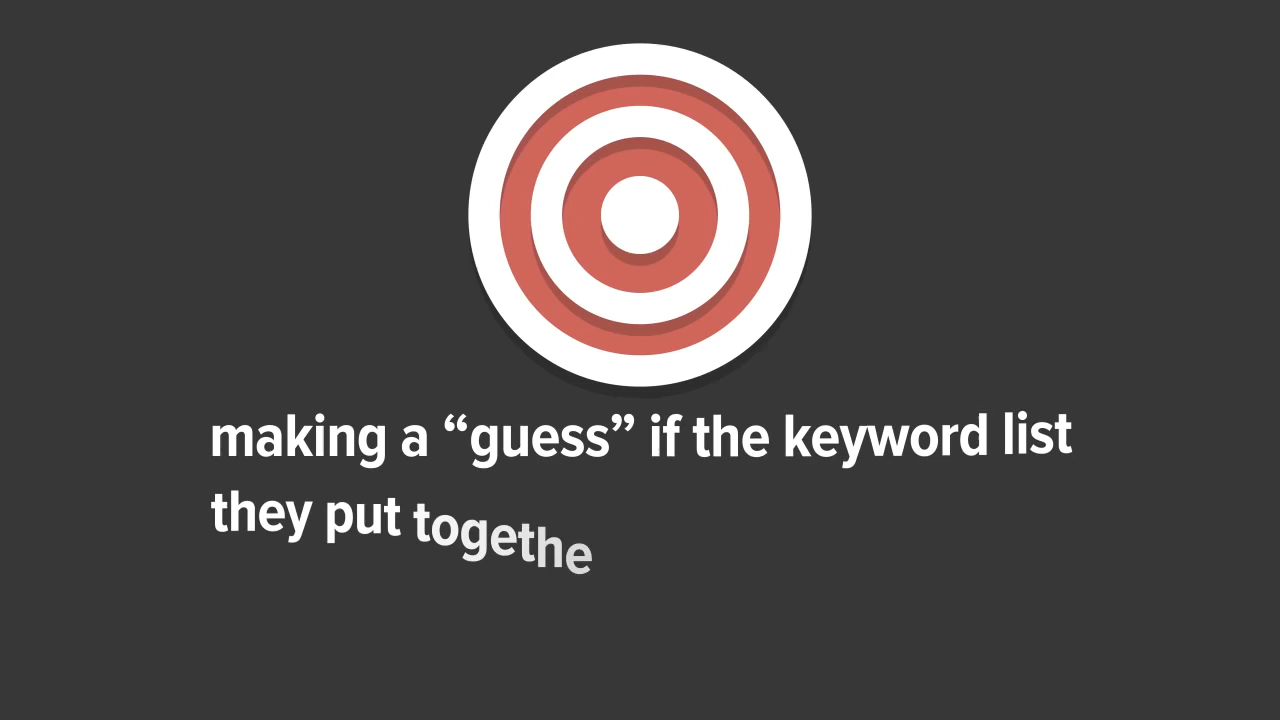 making a “guess” if the keyword list
they put togethe